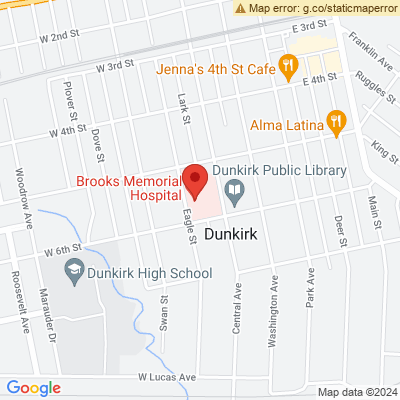 Map error: g.co/staticmaperror
W 2nd St
E 3rd St
W 3rd St
Franklin Ave
Jenna's 4th St Cafe
E 4th St
Ruggles St
Plover St
Lark St
W 4th St
Alma Latina
King St
Dove St
Brooks Memorial
Hospital
Dunkirk Public Library
Woodrow Ave
Main St
Eagle St
Dunkirk
Deer St
W 6th St
Dunkirk High School
Roosevelt Ave
Marauder Dr
Swan St
Central Ave
Washington Ave
Park Ave
W Lucas Ave
E Lucas Ave
Google
Map data ©2024